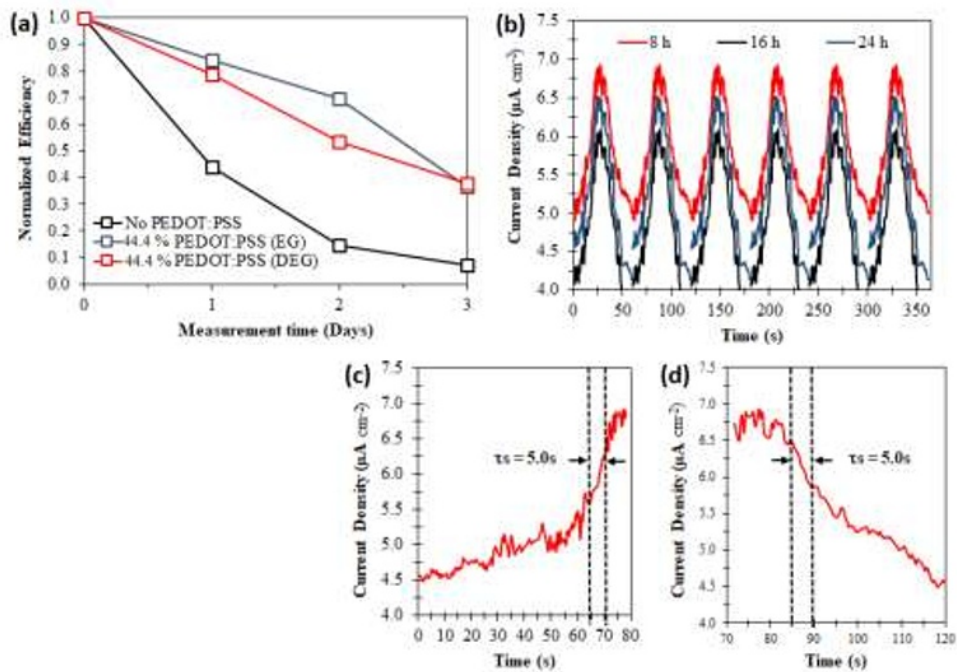 (a)
Normalized Efficiency
1.0
0.9
0.8
0.7
0.6
0.5
0.4
0.3
0.2
0.1
0.0
No PEDOT:PSS
44.4 % PEDOT:PSS (EG)
44.4 % PEDOT:PSS (DEG)
0 1 2 3
Measurement time (Days)
(b)
Current Density (µA cm⁻²)
7.5
7.0
6.5
6.0
5.5
5.0
4.5
4.0
8 h 16 h 24 h
0 50 100 150 200 250 300 350
Time (s)
(c)
Current Density (µA cm⁻²)
7.5
7.0
6.5
6.0
5.5
5.0
4.5
4.0
τs = 5.0s
0 10 20 30 40 50 60 70 80
Time (s)
(d)
Current Density (µA cm⁻²)
7.5
7.0
6.5
6.0
5.5
5.0
4.5
4.0
τs = 5.0s
70 80 90 100 110 120
Time (s)